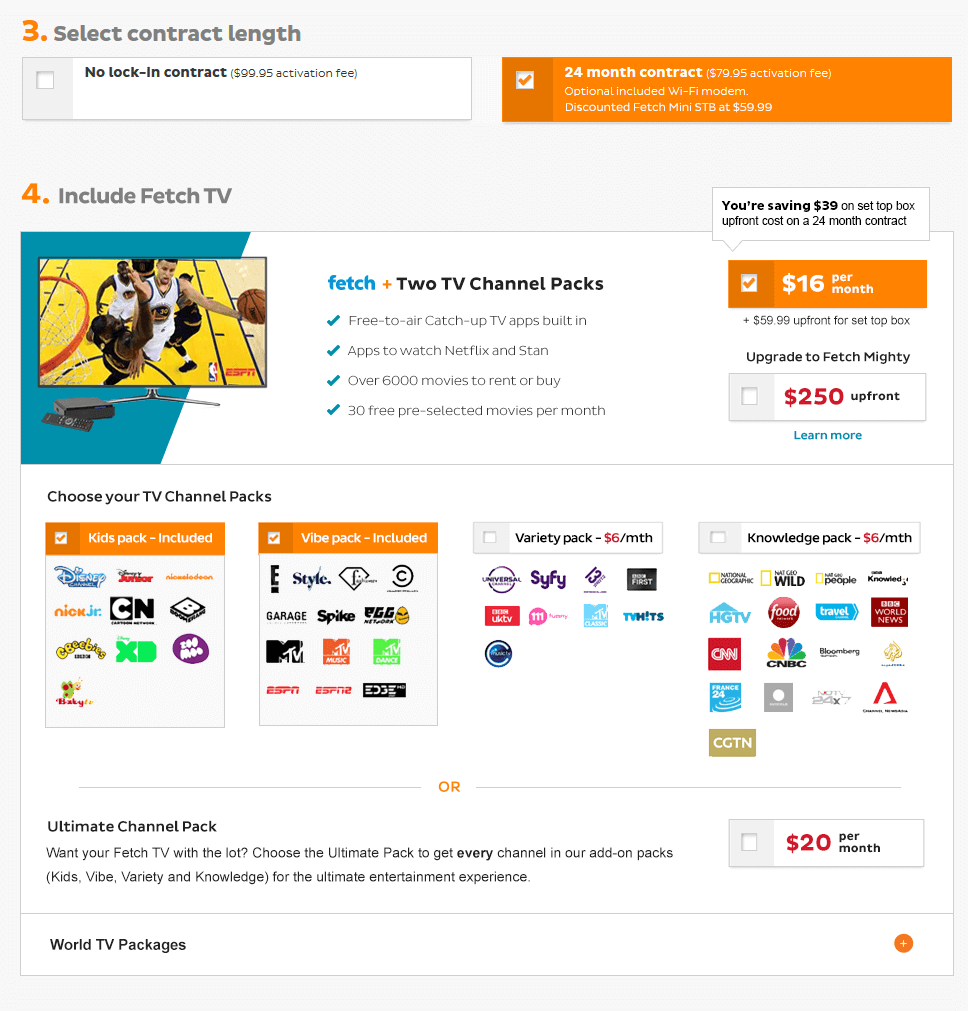 3. Select contract length
No lock-in contract ($99.95 activation fee)
24 month contract ($79.95 activation fee)
Optional included Wi-Fi modem.
Discounted Fetch Mini STB at $59.99
4. Include Fetch TV
You're saving $39 on set top box
upfront cost on a 24 month contract
fetch + Two TV Channel Packs
Free-to-air Catch-up TV apps built in
Apps to watch Netflix and Stan
Over 6000 movies to rent or buy
30 free pre-selected movies per month
$16 per month
+ $59.99 upfront for set top box
Upgrade to Fetch Mighty
$250 upfront
Learn more
30
NBA ESPN
Choose your TV Channel Packs
Kids pack - Included
Vibe pack - Included
Variety pack - $6/mth
Knowledge pack - $6/mth
Disney CHANNEL
Disney Junior
nickelodeon
nick jr.
CN CARTOON NETWORK
CBeebies BBC
Disney XD
BOOMERANG
Baby tv
E!
Style.
GARAGE
Spike
EGG NETWORK
MTV
MTV MUSIC
MTV DANCE
ESPN
ESPN2
EDGE
UNIVERSAL CHANNEL
Syfy
BBC FIRST
BBC uktv
111 funny
MTV CLASSIC
TVHITS
NATIONAL GEOGRAPHIC
NAT GEO WILD
NAT GEO people
BBC Knowledge
HGTV
food network
travel
BBC WORLD NEWS
CNN
CNBC
Bloomberg
FRANCE 24
24x7
CHANNEL NEWSASIA
CGTN
OR
Ultimate Channel Pack
Want your Fetch TV with the lot? Choose the Ultimate Pack to get every channel in our add-on packs
(Kids, Vibe, Variety and Knowledge) for the ultimate entertainment experience.
$20 per month
World TV Packages